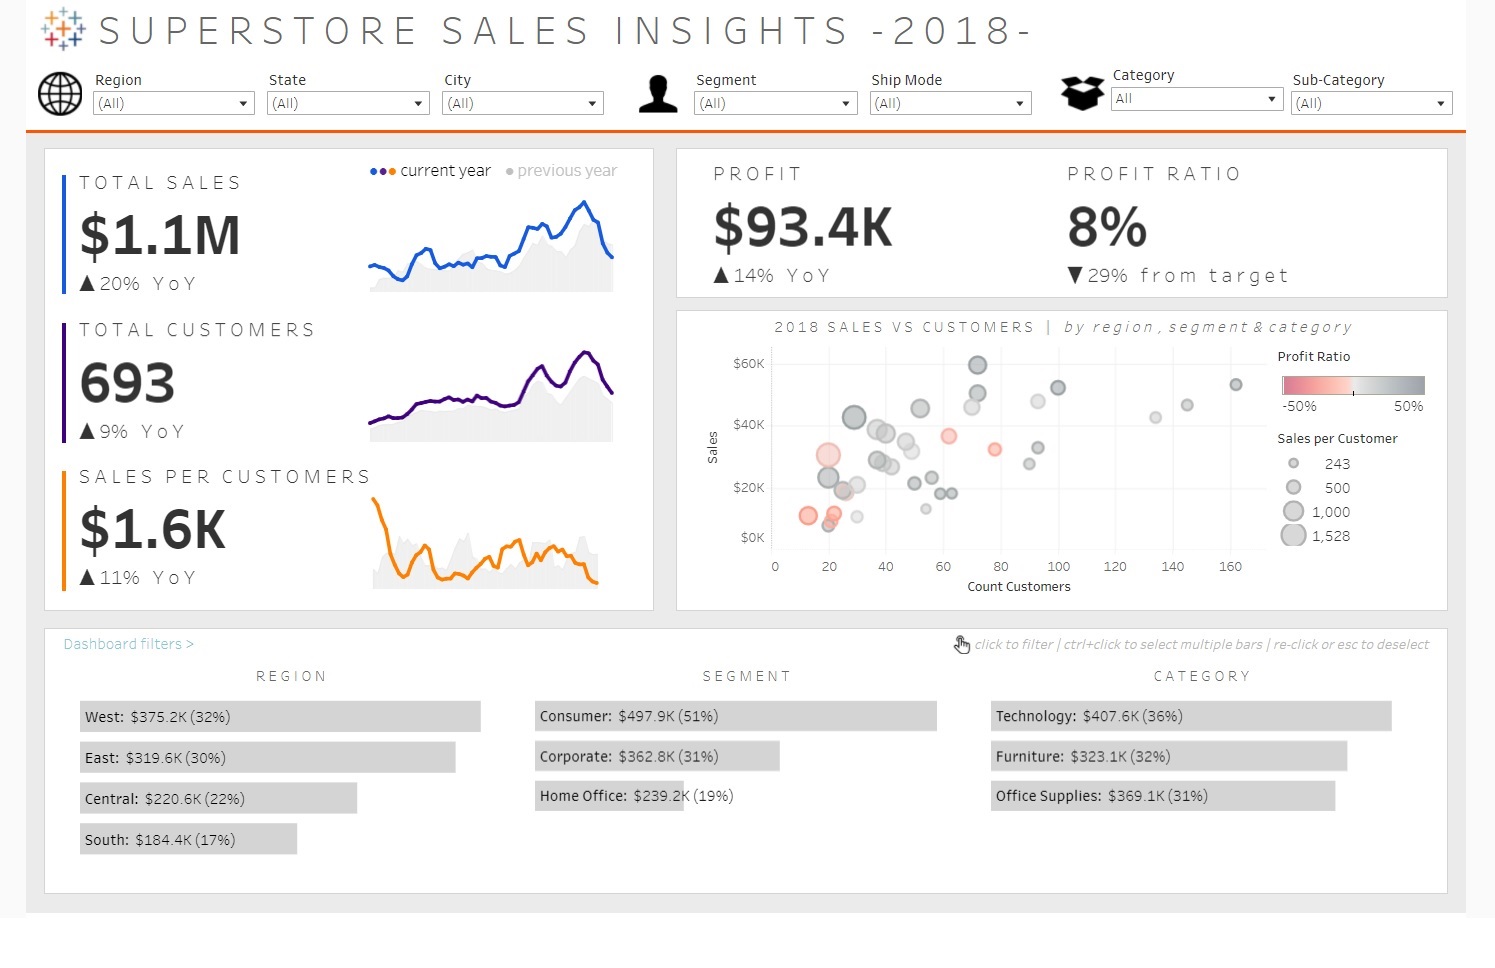 SUPERSTORE SALES INSIGHTS -2018-
Region
State
City
Segment
Ship Mode
Category
Sub-Category
(All)
(All)
(All)
(All)
(All)
All
(All)
current year
previous year
TOTAL SALES
$1.1M
▲20% YoY
TOTAL CUSTOMERS
693
▲9% YoY
SALES PER CUSTOMERS
$1.6K
▲11% YoY
PROFIT
$93.4K
▲14% YoY
PROFIT RATIO
8%
▼29% from target
2018 SALES VS CUSTOMERS | by region, segment & category
$60K
$40K
$20K
$0K
Sales
0
20
40
60
80
100
120
140
160
Count Customers
Profit Ratio
-50%
50%
Sales per Customer
243
500
1,000
1,528
Dashboard filters >
click to filter | ctrl+click to select multiple bars | re-click or esc to deselect
REGION
West: $375.2K (32%)
East: $319.6K (30%)
Central: $220.6K (22%)
South: $184.4K (17%)
SEGMENT
Consumer: $497.9K (51%)
Corporate: $362.8K (31%)
Home Office: $239.2K (19%)
CATEGORY
Technology: $407.6K (36%)
Furniture: $323.1K (32%)
Office Supplies: $369.1K (31%)